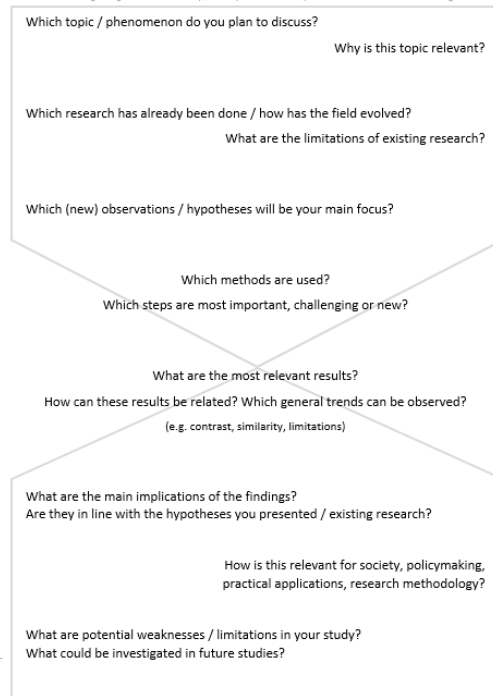 Which topic / phenomenon do you plan to discuss?
Why is this topic relevant?
Which research has already been done / how has the field evolved?
What are the limitations of existing research?
Which (new) observations / hypotheses will be your main focus?
Which methods are used?
Which steps are most important, challenging or new?
What are the most relevant results?
How can these results be related? Which general trends can be observed?
(e.g. contrast, similarity, limitations)
What are the main implications of the findings?
Are they in line with the hypotheses you presented / existing research?
How is this relevant for society, policymaking,
practical applications, research methodology?
What are potential weaknesses / limitations in your study?
What could be investigated in future studies?